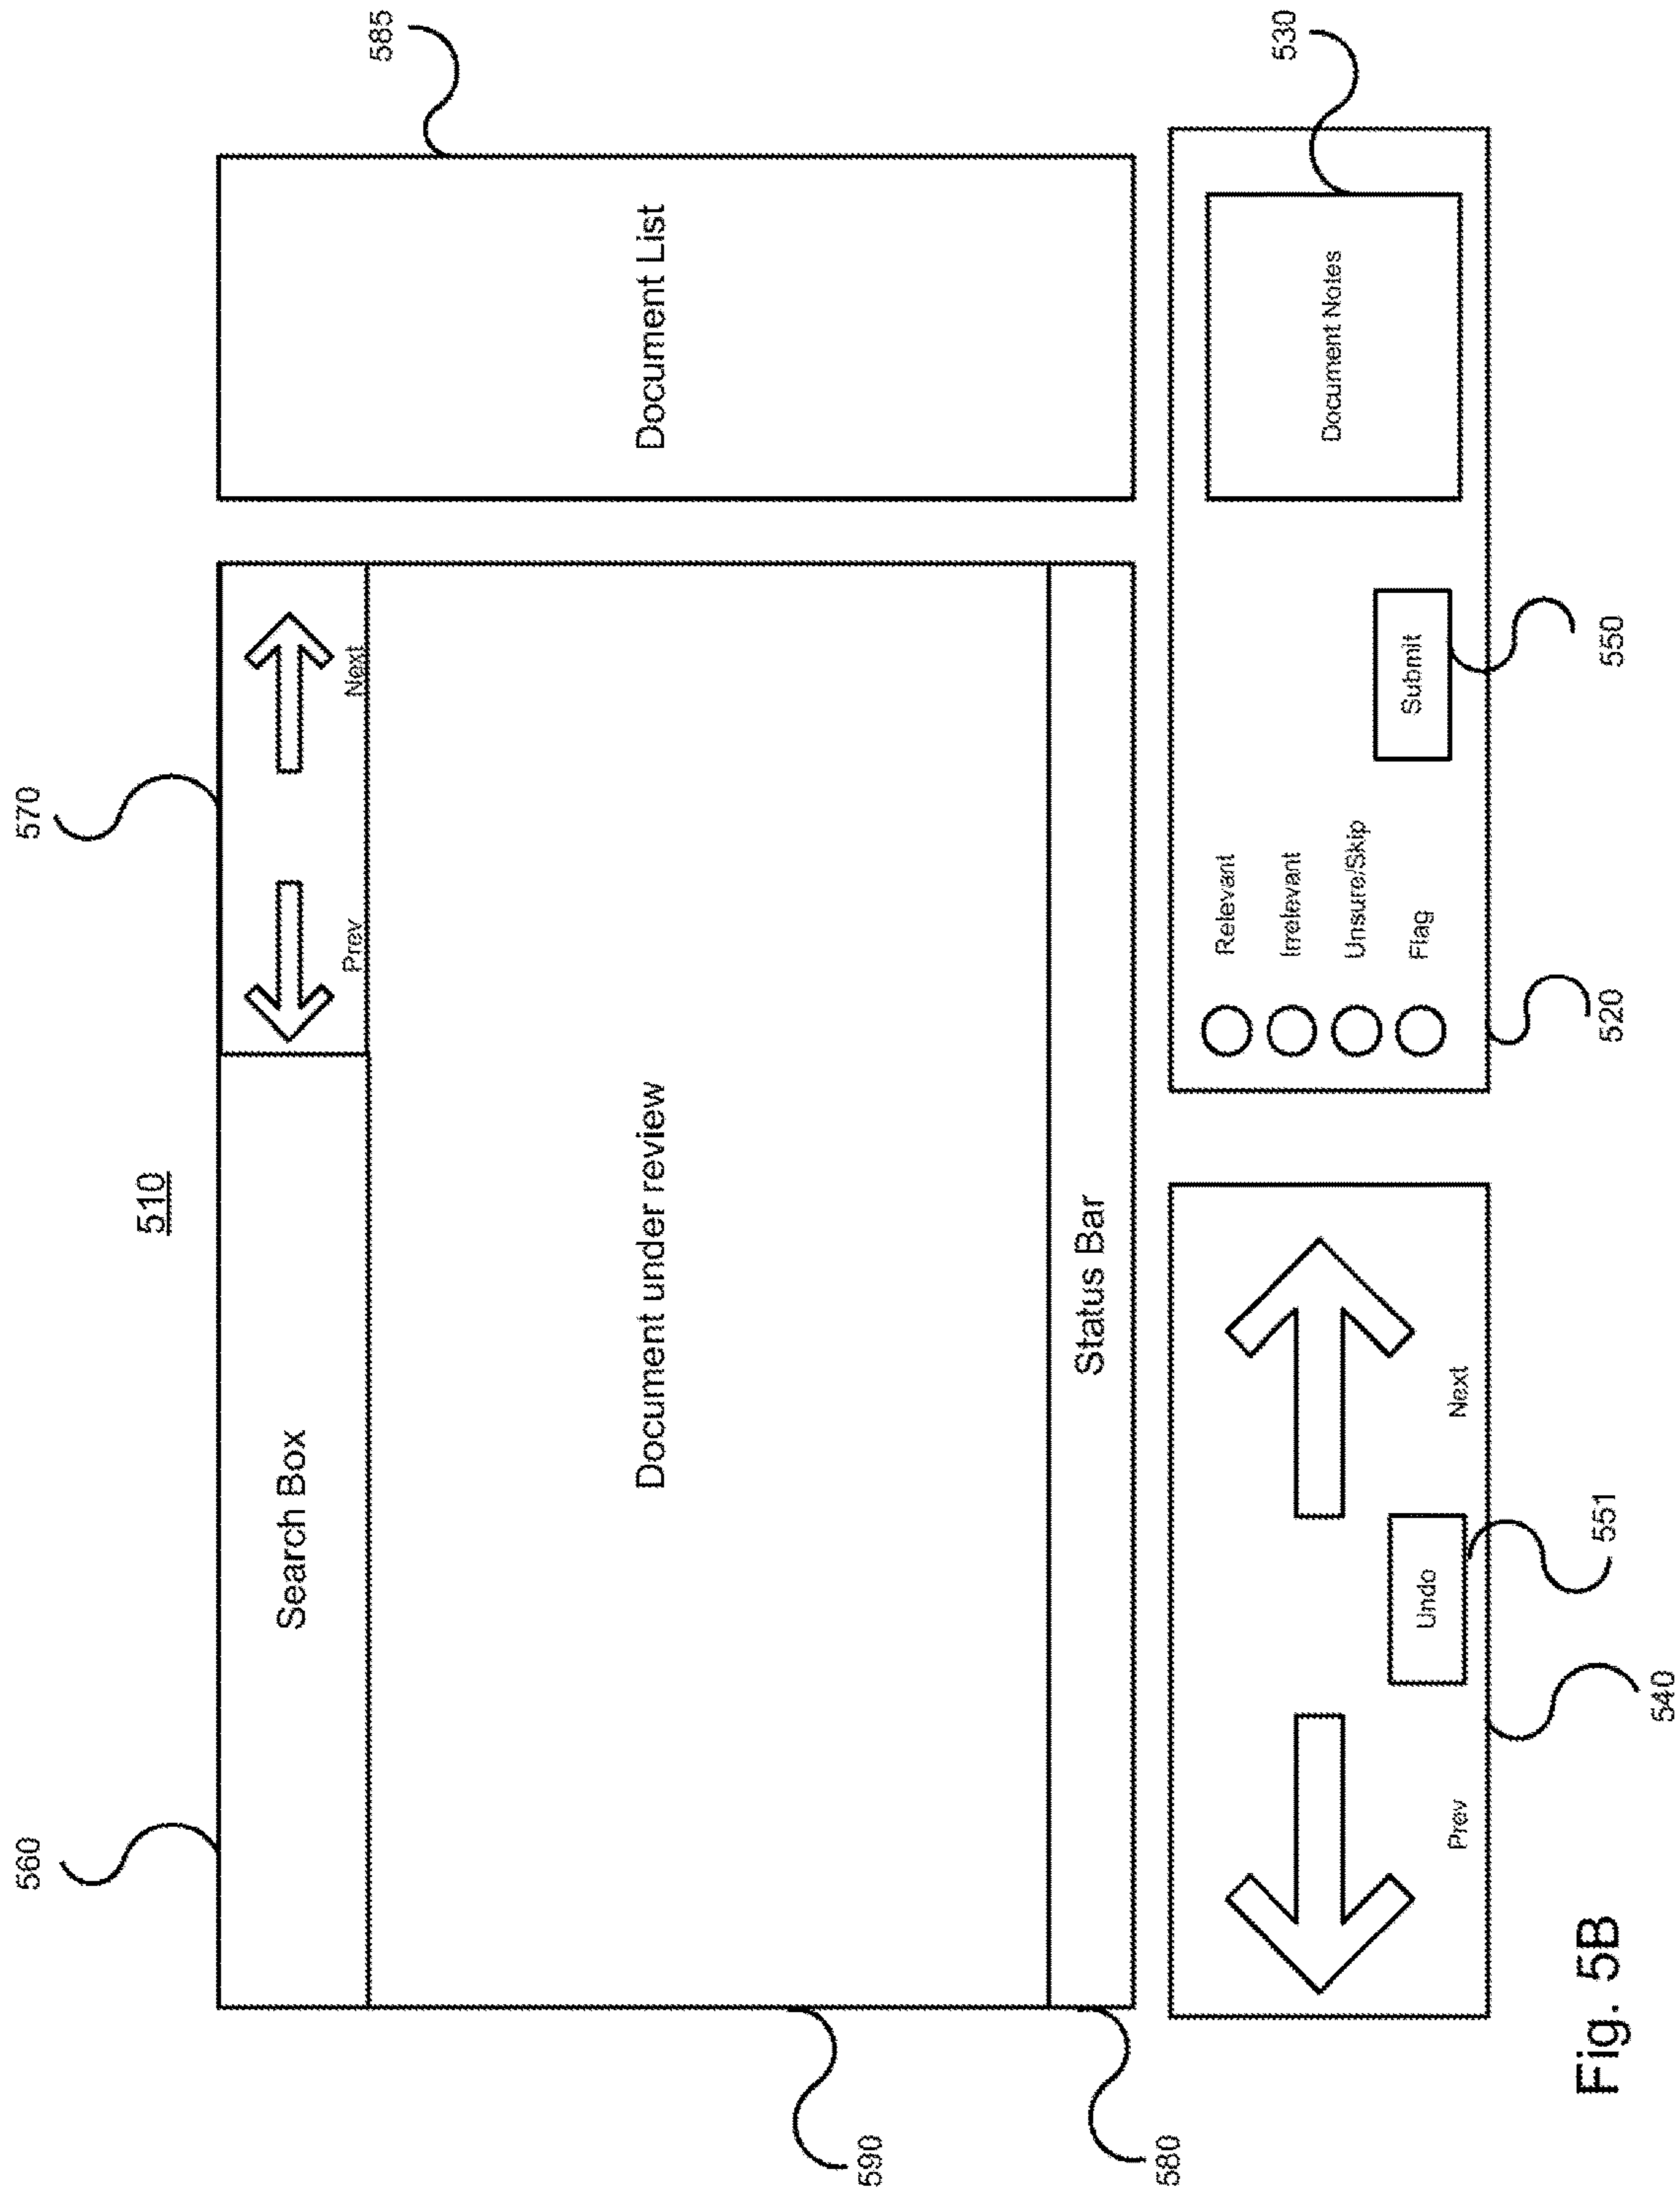 510
560
570
585
Search Box
Prev
Next
Document under review
Document List
Status Bar
590
580
Prev
Undo
Next
Relevant
Irrelevant
Unsure/Skip
Flag
Submit
Document Notes
530
540
551
520
550
Fig. 5B